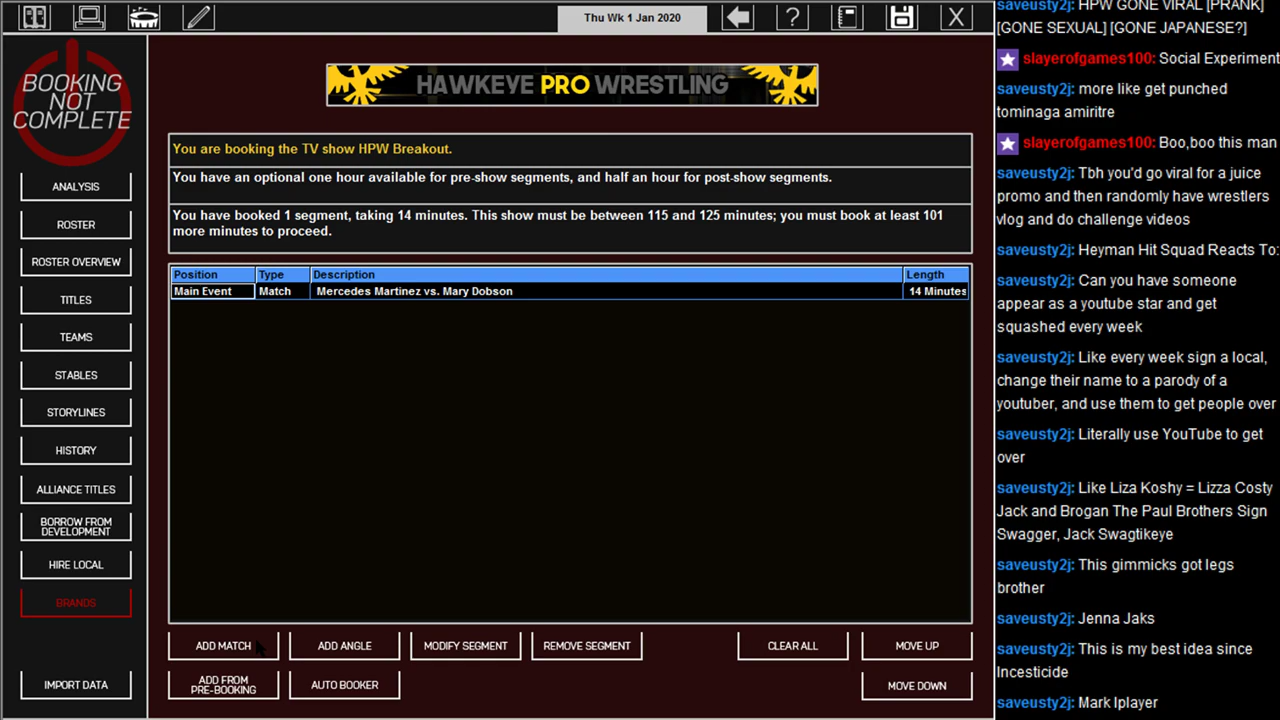 Thu Wk 1 Jan 2020
?
X
BOOKING
NOT
COMPLETE
HAWKEYE PRO WRESTLING
You are booking the TV show HPW Breakout.
You have an optional one hour available for pre-show segments, and half an hour for post-show segments.
You have booked 1 segment, taking 14 minutes. This show must be between 115 and 125 minutes; you must book at least 101
more minutes to proceed.
ANALYSIS
ROSTER
ROSTER OVERVIEW
TITLES
TEAMS
STABLES
STORYLINES
HISTORY
ALLIANCE TITLES
BORROW FROM
DEVELOPMENT
HIRE LOCAL
BRANDS
IMPORT DATA
Position Type Description Length
Main Event Match Mercedes Martinez vs. Mary Dobson 14 Minutes
ADD MATCH
ADD ANGLE
MODIFY SEGMENT
REMOVE SEGMENT
CLEAR ALL
MOVE UP
ADD FROM
PRE-BOOKING
AUTO BOOKER
MOVE DOWN
saveusty2j: HPW GONE VIRAL [PRANK]
[GONE SEXUAL] [GONE JAPANESE?]
slayerofgames100: Social Experiment
saveusty2j: more like get punched
tominaga amiritre
slayerofgames100: Boo,boo this man
saveusty2j: Tbh you'd go viral for a juice
promo and then randomly have wrestlers
vlog and do challenge videos
saveusty2j: Heyman Hit Squad Reacts To:
saveusty2j: Can you have someone
appear as a youtube star and get
squashed every week
saveusty2j: Like every week sign a local,
change their name to a parody of a
youtuber, and use them to get people over
saveusty2j: Literally use YouTube to get
over
saveusty2j: Like Liza Koshy = Lizza Costy
Jack and Brogan The Paul Brothers Sign
Swagger, Jack Swagtikeye
saveusty2j: This gimmicks got legs
brother
saveusty2j: Jenna Jaks
saveusty2j: This is my best idea since
Incesticide
saveusty2j: Mark Iplayer